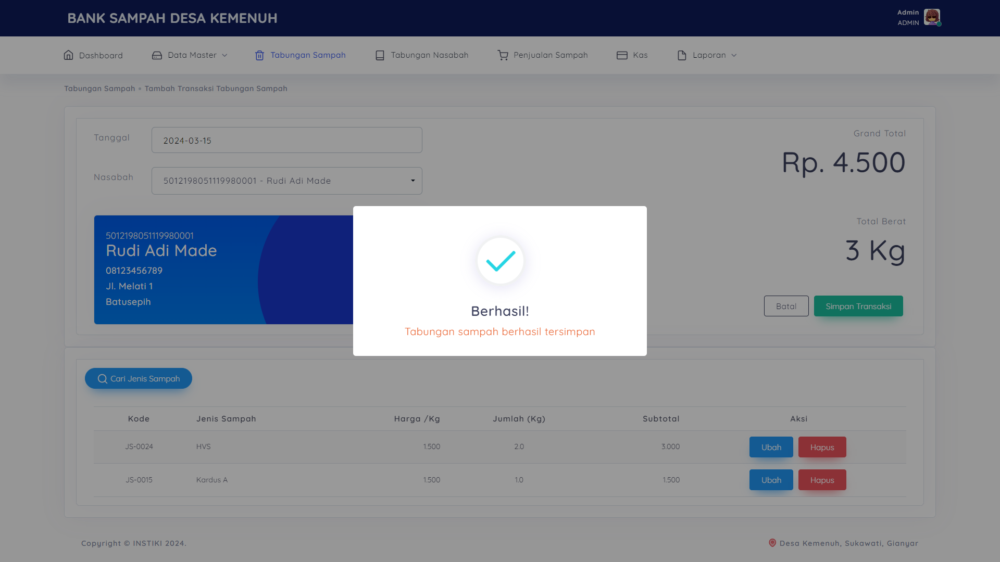 BANK SAMPAH DESA KEMENUH
Admin
ADMIN
Dashboard
Data Master
Tabungan Sampah
Tabungan Nasabah
Penjualan Sampah
Kas
Laporan
Tabungan Sampah
Tambah Transaksi Tabungan Sampah
Tanggal
2024-03-15
Nasabah
5012198051119980001 - Rudi Adi Made
Grand Total
Rp. 4.500
Total Berat
3 Kg
5012198051119980001
Rudi Adi Made
08123456789
Jl. Melati 1
Batusepih
Batal
Simpan Transaksi
Berhasil!
Tabungan sampah berhasil tersimpan
Cari Jenis Sampah
Kode Jenis Sampah Harga /Kg Jumlah (Kg) Subtotal Aksi
JS-0024 HVS 1.500 2.0 3.000 Ubah Hapus
JS-0015 Kardus A 1.500 1.0 1.500 Ubah Hapus
Copyright © INSTIKI 2024.
Desa Kemenuh, Sukawati, Gianyar